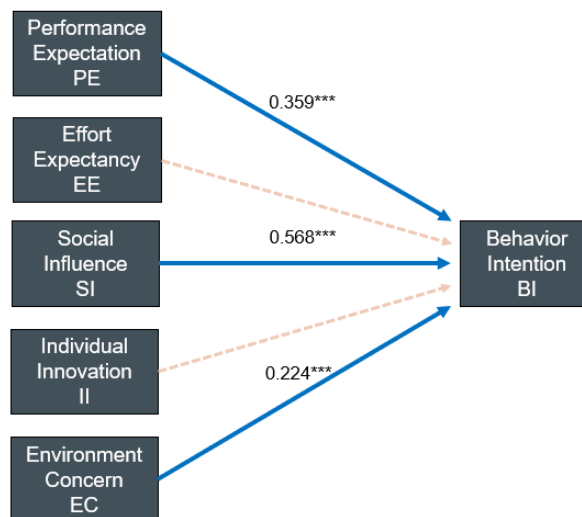 Performance
Expectation
PE
0.359***
Effort
Expectancy
EE
Social
Influence
SI
0.568***
Behavior
Intention
BI
Individual
Innovation
II
0.224***
Environment
Concern
EC